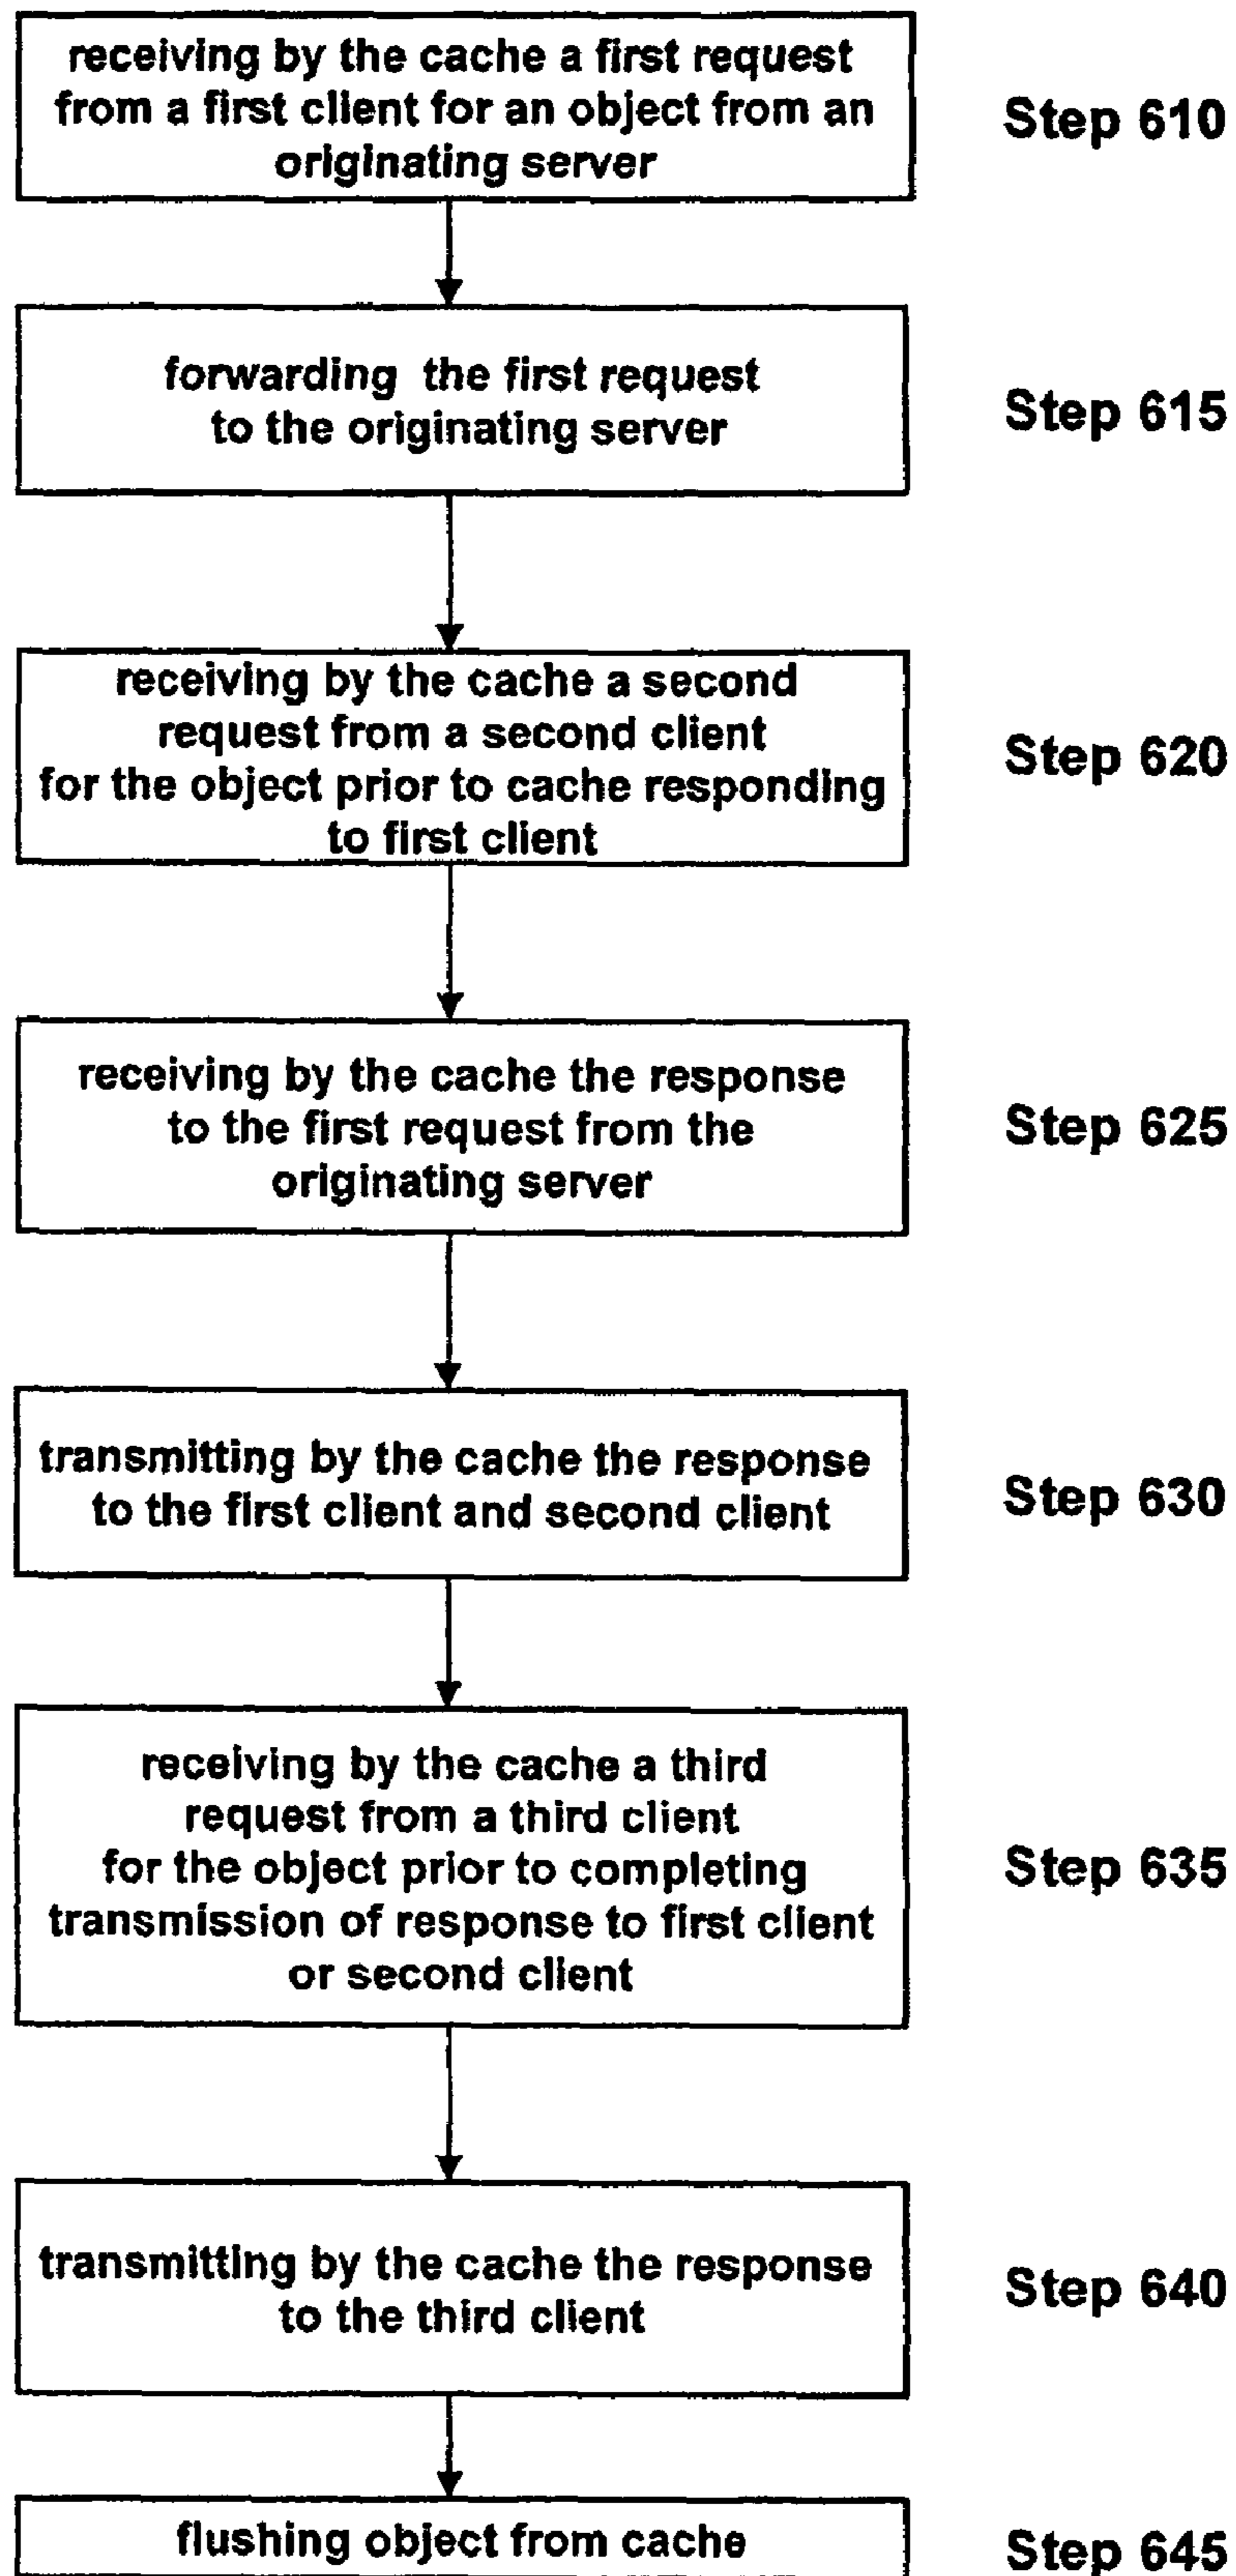 receiving by the cache a first request
from a first client for an object from an
originating server
Step 610
forwarding the first request
to the originating server
Step 615
receiving by the cache a second
request from a second client
for the object prior to cache responding
to first client
Step 620
receiving by the cache the response
to the first request from the
originating server
Step 625
transmitting by the cache the response
to the first client and second client
Step 630
receiving by the cache a third
request from a third client
for the object prior to completing
transmission of response to first client
or second client
Step 635
transmitting by the cache the response
to the third client
Step 640
flushing object from cache
Step 645